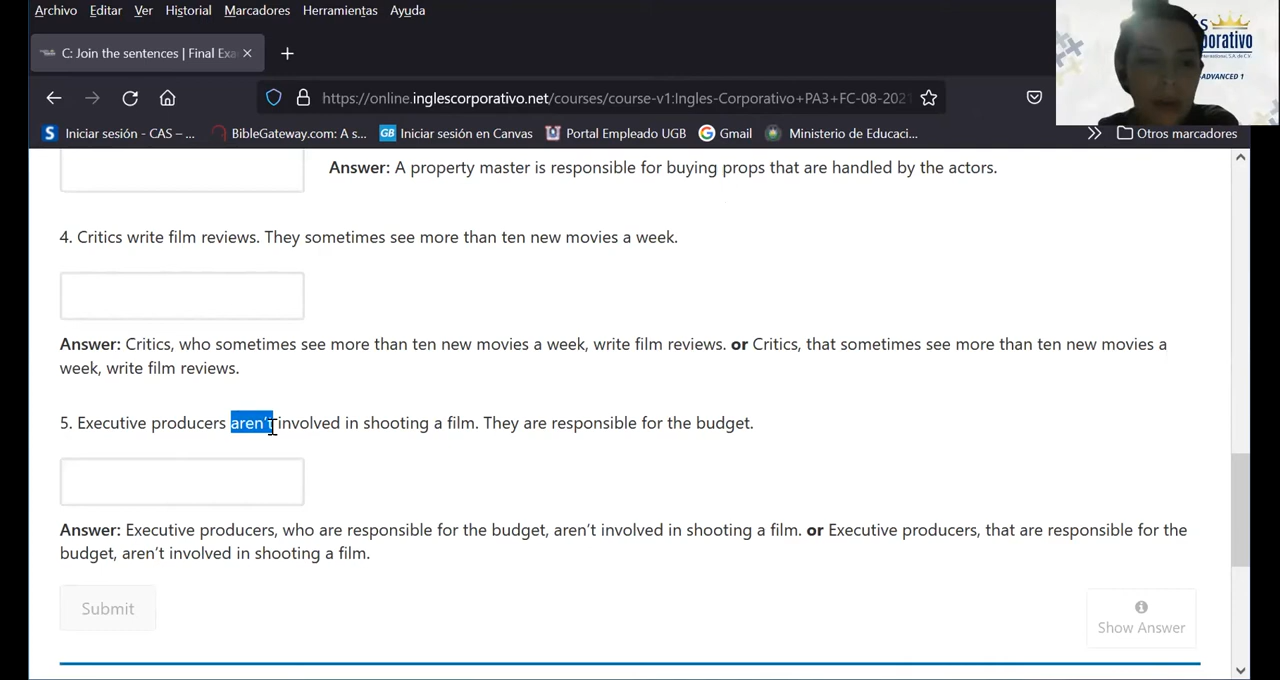 Archivo Editar Ver Historial Marcadores Herramientas Ayuda
C: Join the sentences | Final Exa
https://online.inglescorporativo.net/courses/course-v1:Ingles-Corporativo+PA3+FC-08-202
ADVANCED 1
Iniciar sesión - CAS – ... BibleGateway.com: A s... Iniciar sesión en Canvas Portal Empleado UGB Gmail Ministerio de Educaci... Otros marcadores
Answer: A property master is responsible for buying props that are handled by the actors.
4. Critics write film reviews. They sometimes see more than ten new movies a week.
Answer: Critics, who sometimes see more than ten new movies a week, write film reviews. or Critics, that sometimes see more than ten new movies a
week, write film reviews.
5. Executive producers aren't involved in shooting a film. They are responsible for the budget.
Answer: Executive producers, who are responsible for the budget, aren't involved in shooting a film. or Executive producers, that are responsible for the
budget, aren't involved in shooting a film.
Submit
Show Answer